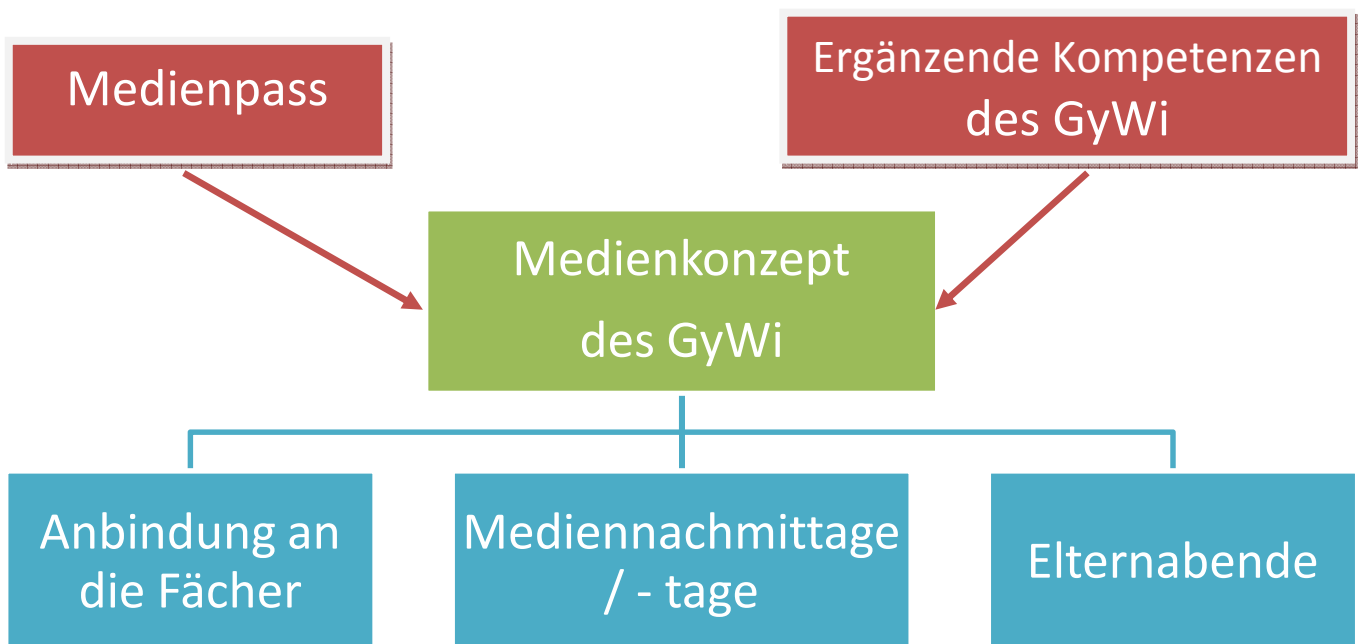 Medienpass
Ergänzende Kompetenzen
des GyWi
Medienkonzept
des GyWi
Anbindung an
die Fächer
Mediennachmittage
/ - tage
Elternabende